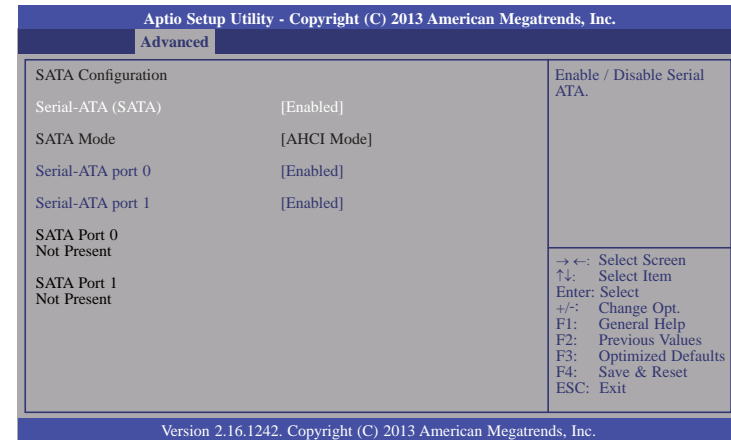 Aptio Setup Utility - Copyright (C) 2013 American Megatrends, Inc.
Advanced
SATA Configuration
Serial-ATA (SATA) [Enabled]
SATA Mode [AHCI Mode]
Serial-ATA port 0 [Enabled]
Serial-ATA port 1 [Enabled]
SATA Port 0
Not Present
SATA Port 1
Not Present
Enable / Disable Serial
ATA.
→ ←: Select Screen
↑↓: Select Item
Enter: Select
+/-: Change Opt.
F1: General Help
F2: Previous Values
F3: Optimized Defaults
F4: Save & Reset
ESC: Exit
Version 2.16.1242. Copyright (C) 2013 American Megatrends, Inc.